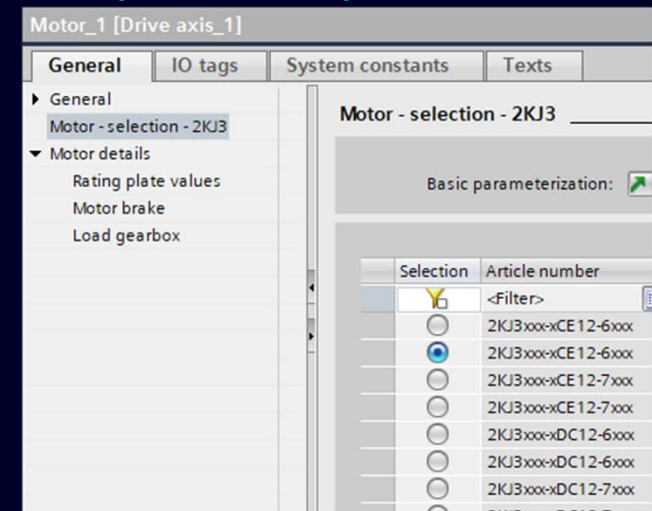 Motor_1 [Drive axis_1]
General IO tags System constants Texts
General
Motor - selection - 2KJ3
Motor details
Rating plate values
Motor brake
Load gearbox
Motor - selection - 2KJ3
Basic parameterization:
Selection Article number
<Filter>
2KJ3xxx-xCE12-6xxx
2KJ3xxx-xCE12-6xxx
2KJ3xxx-xCE12-7xxx
2KJ3xxx-xCE12-7xxx
2KJ3xxx-xDC12-6xxx
2KJ3xxx-xDC12-6xxx
2KJ3xxx-xDC12-7xxx